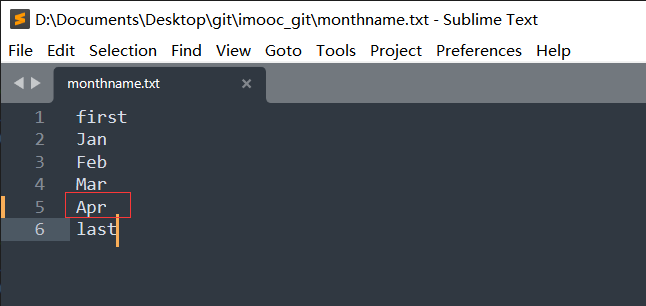 D:\Documents\Desktop\git\imooc_git\monthname.txt - Sublime Text
File Edit Selection Find View Goto Tools Project Preferences Help
monthname.txt
1 first
2 Jan
3 Feb
4 Mar
5 Apr
6 last